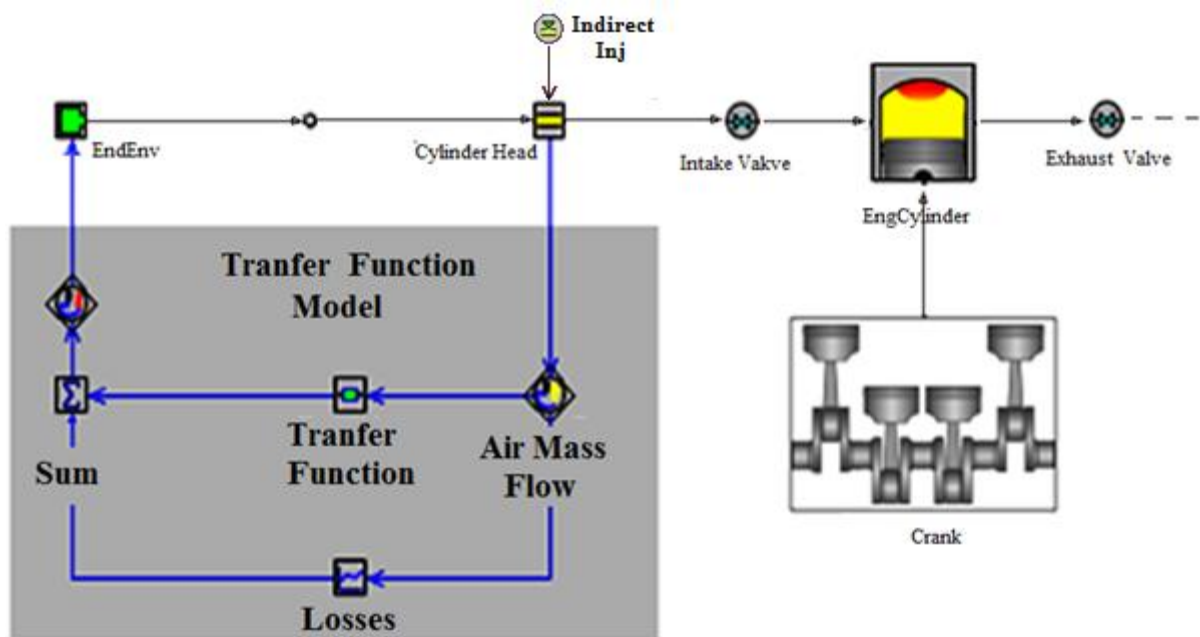 Indirect
Inj
EndEnv
Cylinder Head
Intake Vakve
Exhaust Valve
EngCylinder
Tranfer Function
Model
Σ
Tranfer
Function
Air Mass
Flow
Sum
Crank
Losses